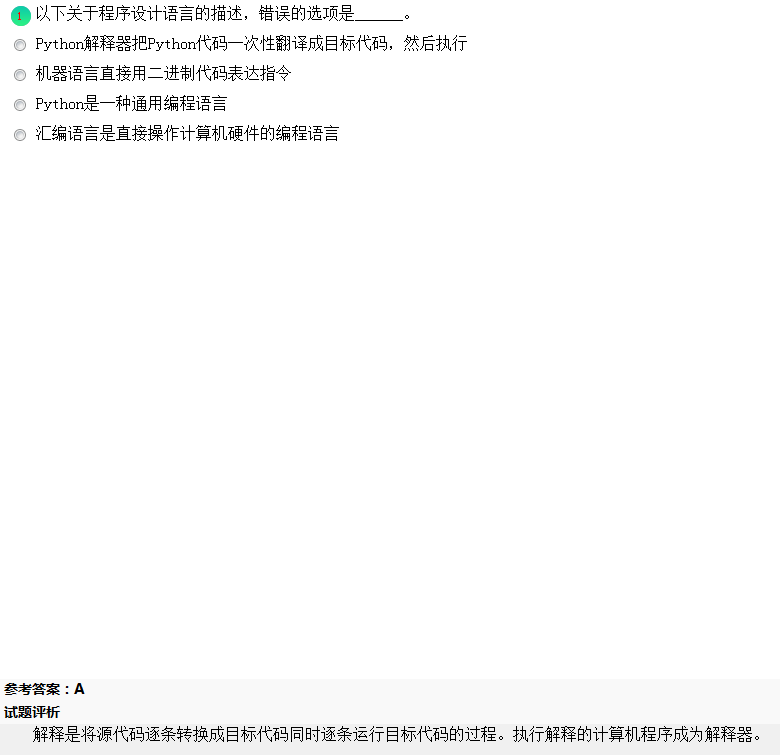 1 以下关于程序设计语言的描述，错误的选项是______。
Python解释器把Python代码一次性翻译成目标代码，然后执行
机器语言直接用二进制代码表达指令
Python是一种通用编程语言
汇编语言是直接操作计算机硬件的编程语言
参考答案：A
试题评析
解释是将源代码逐条转换成目标代码同时逐条运行目标代码的过程。执行解释的计算机程序成为解释器。